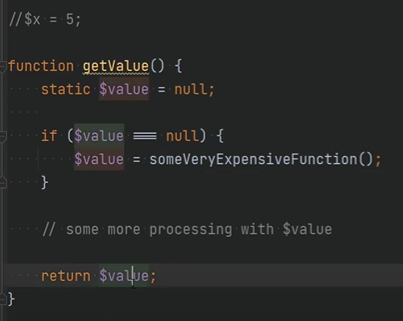 //$x = 5;
function getValue() {
static $value = null;
if ($value === null) {
$value = someVeryExpensiveFunction();
}
// some more processing with $value
return $value;
}